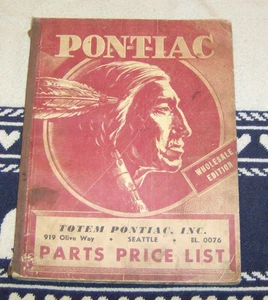 PONTIAC
WHOLESALE
EDITION
TOTEM PONTIAC, INC.
919 Olive Way • SEATTLE • EL. 0076
PARTS PRICE LIST